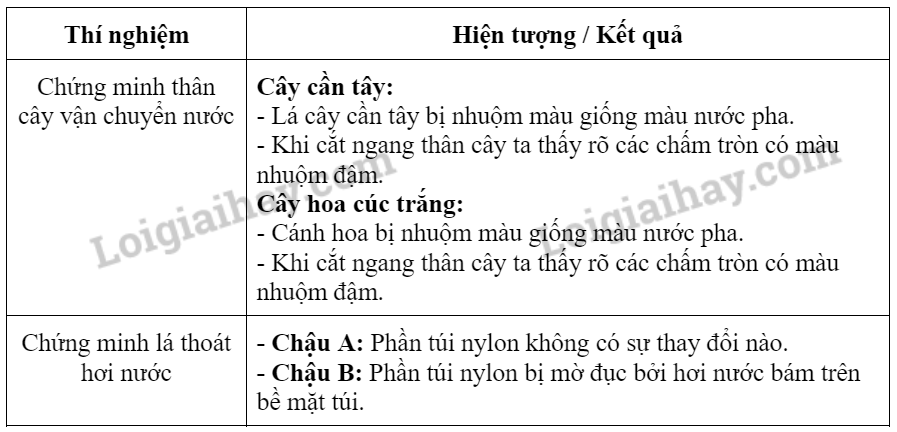 Thí nghiệm
Hiện tượng / Kết quả
Chứng minh thân
cây vận chuyển nước
Cây cần tây:
- Lá cây cần tây bị nhuộm màu giống màu nước pha.
- Khi cắt ngang thân cây ta thấy rõ các chấm tròn có màu
nhuộm đậm.
Cây hoa cúc trắng:
- Cánh hoa bị nhuộm màu giống màu nước pha.
- Khi cắt ngang thân cây ta thấy rõ các chấm tròn có màu
nhuộm đậm.
Chứng minh lá thoát
hơi nước
- Chậu A: Phần túi nylon không có sự thay đổi nào.
- Chậu B: Phần túi nylon bị mờ đục bởi hơi nước bám trên
bề mặt túi.
Loigiaihay.com
Loigiaihay.com